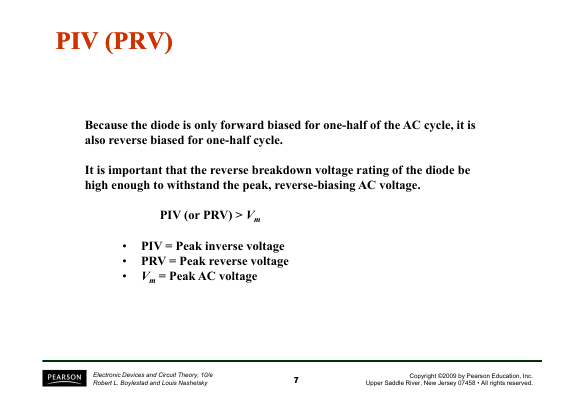 PIV (PRV)
Because the diode is only forward biased for one-half of the AC cycle, it is
also reverse biased for one-half cycle.
It is important that the reverse breakdown voltage rating of the diode be
high enough to withstand the peak, reverse-biasing AC voltage.
PIV (or PRV) > Vm
• PIV = Peak inverse voltage
• PRV = Peak reverse voltage
• Vm = Peak AC voltage
PEARSON
Electronic Devices and Circuit Theory, 10/e
Robert L. Boylestad and Louis Nashelsky
7
Copyright ©2009 by Pearson Education, Inc.
Upper Saddle River, New Jersey 07458 • All rights reserved.